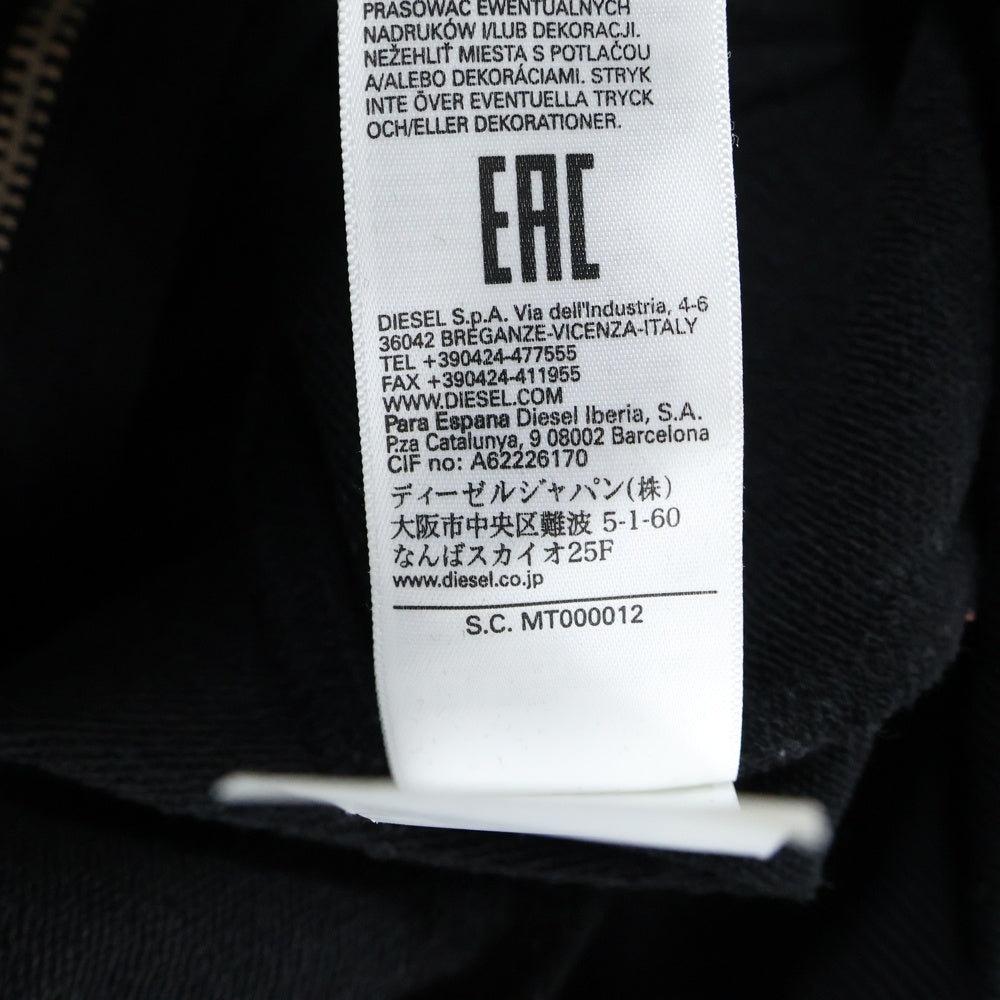 PRASOWAĆ EWENTUALNYCH
NADRUKÓW I/LUB DEKORACJI.
NEŽEHLIŤ MIESTA S POTLAČOU
A/ALEBO DEKORÁCIAMI. STRYK
INTE ÖVER EVENTUELLA TRYCK
OCH/ELLER DEKORATIONER.
EAC
DIESEL S.p.A. Via dell'Industria, 4-6
36042 BREGANZE-VICENZA-ITALY
TEL +390424-477555
FAX +390424-411955
WWW.DIESEL.COM
Para Espana Diesel Iberia, S.A.
P.za Catalunya, 9 08002 Barcelona
CIF no: A62226170
ディーゼルジャパン(株)
大阪市中央区難波 5-1-60
なんばスカイオ25F
www.diesel.co.jp
S.C. MT000012